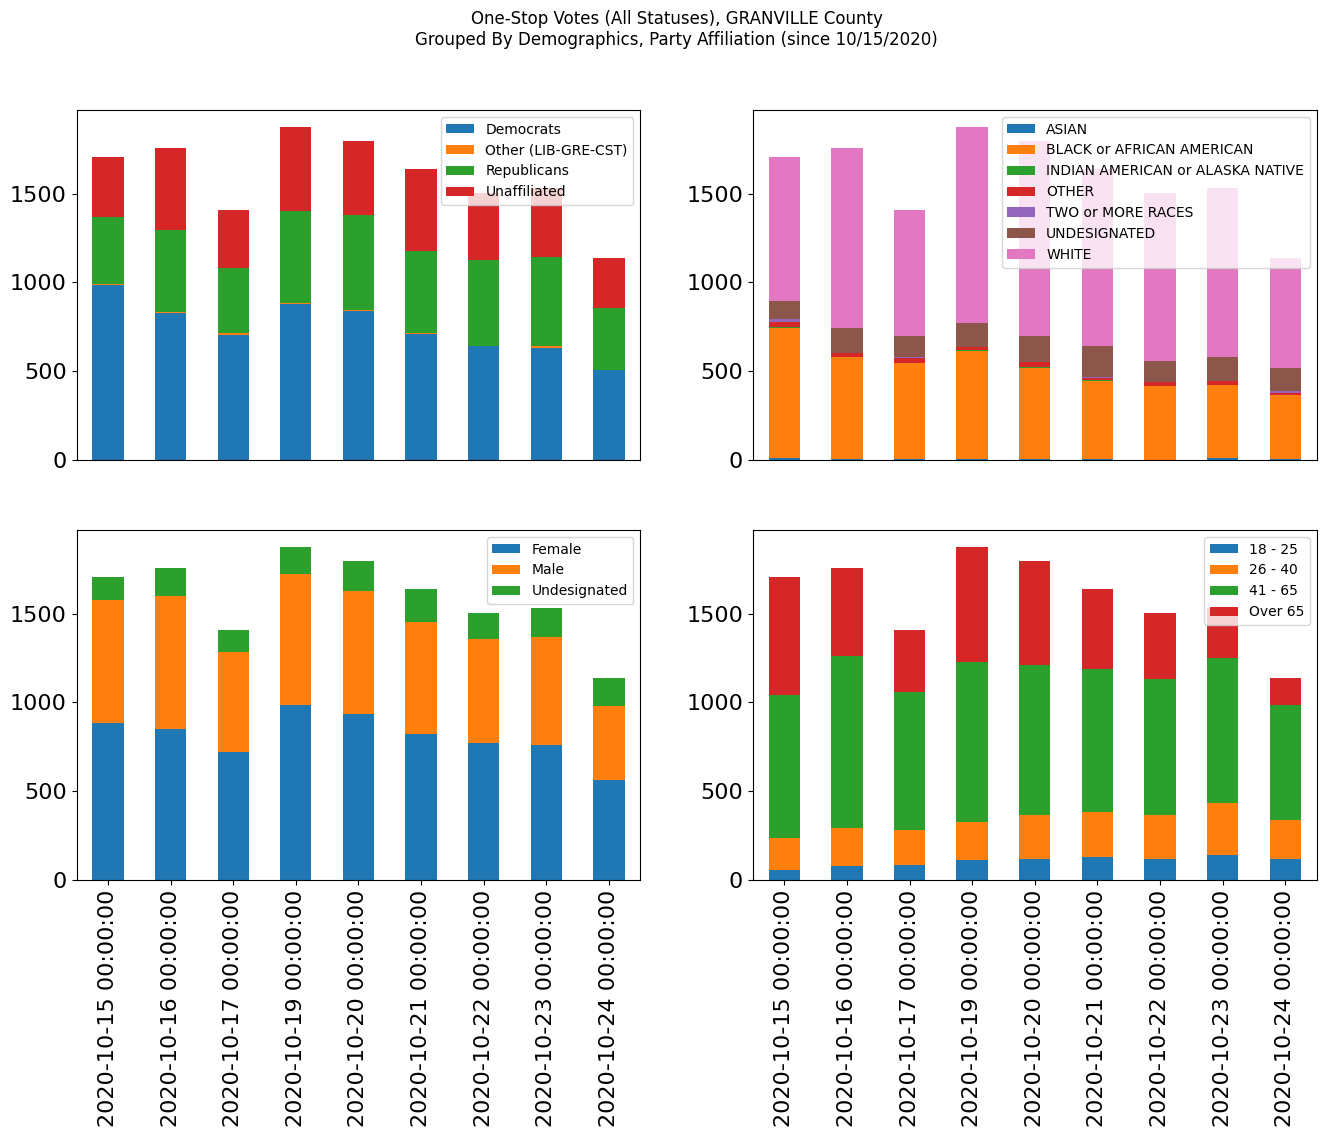 One-Stop Votes (All Statuses), GRANVILLE County
Grouped By Demographics, Party Affiliation (since 10/15/2020)
1500
1000
500
0
Democrats
Other (LIB-GRE-CST)
Republicans
Unaffiliated
1500
1000
500
0
ASIAN
BLACK or AFRICAN AMERICAN
INDIAN AMERICAN or ALASKA NATIVE
OTHER
TWO or MORE RACES
UNDESIGNATED
WHITE
1500
1000
500
0
Female
Male
Undesignated
2020-10-15 00:00:00
2020-10-16 00:00:00
2020-10-17 00:00:00
2020-10-19 00:00:00
2020-10-20 00:00:00
2020-10-21 00:00:00
2020-10-22 00:00:00
2020-10-23 00:00:00
2020-10-24 00:00:00
1500
1000
500
0
18 - 25
26 - 40
41 - 65
Over 65
2020-10-15 00:00:00
2020-10-16 00:00:00
2020-10-17 00:00:00
2020-10-19 00:00:00
2020-10-20 00:00:00
2020-10-21 00:00:00
2020-10-22 00:00:00
2020-10-23 00:00:00
2020-10-24 00:00:00